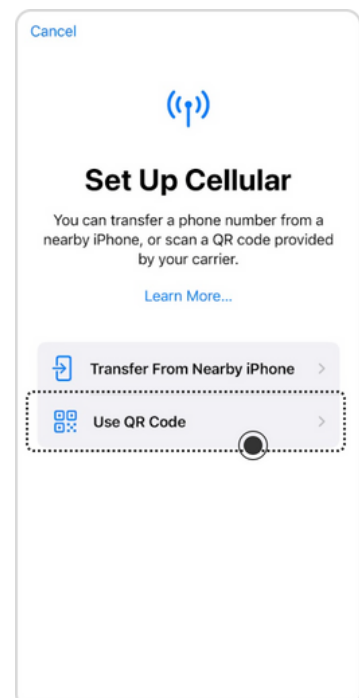 Cancel
Set Up Cellular
You can transfer a phone number from a
nearby iPhone, or scan a QR code provided
by your carrier.
Learn More...
Transfer From Nearby iPhone
Use QR Code